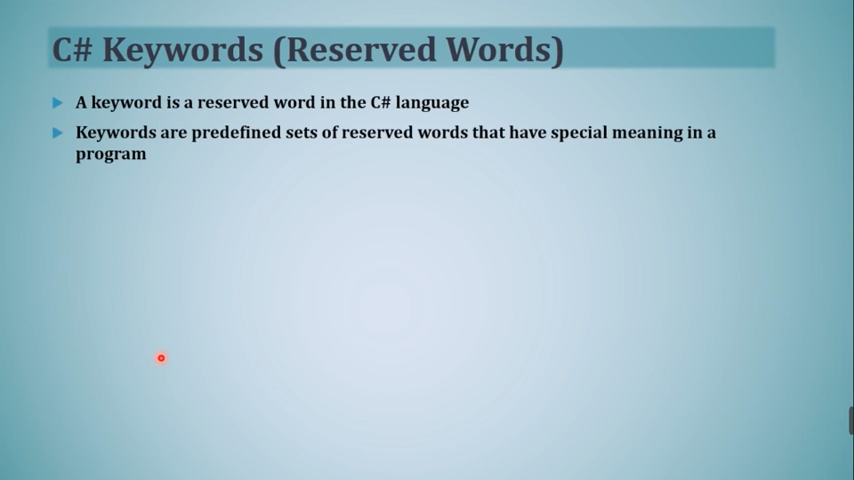 C# Keywords (Reserved Words)
A keyword is a reserved word in the C# language
Keywords are predefined sets of reserved words that have special meaning in a
program